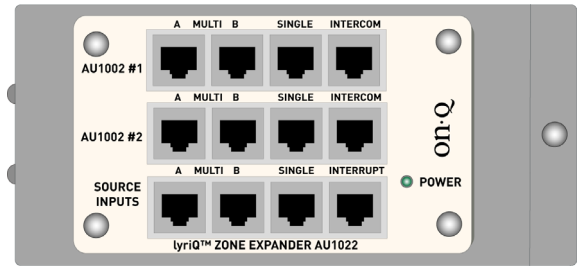 A MULTI B SINGLE INTERCOM
AU1002 #1
A MULTI B SINGLE INTERCOM
AU1002 #2
A MULTI B SINGLE INTERRUPT
SOURCE
INPUTS
on·Q
POWER
lyriQ™ ZONE EXPANDER AU1022